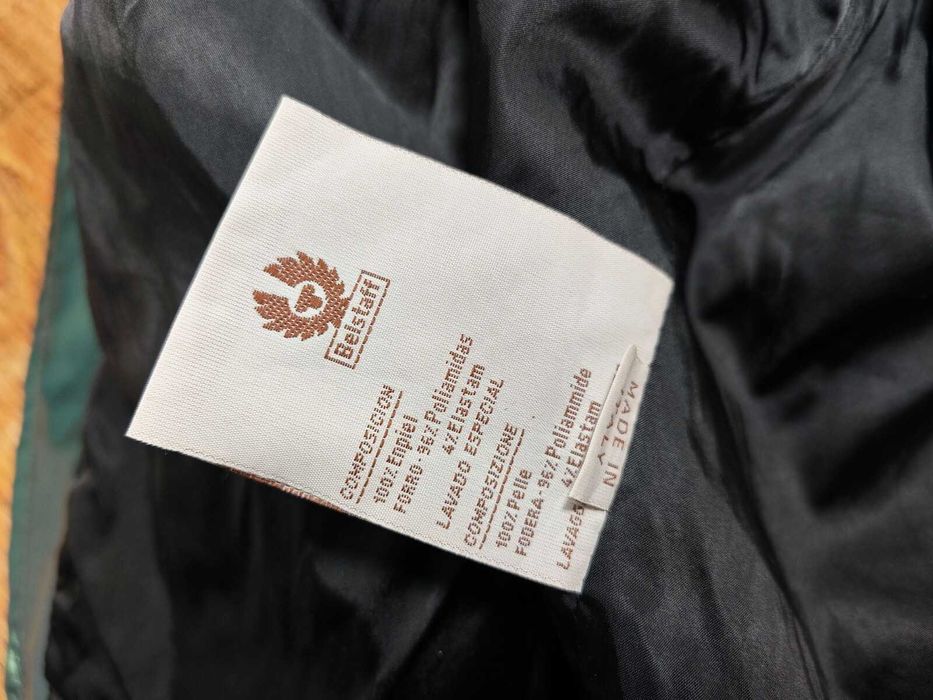 Belstaff
COMPOSICION
100% Enpiel
FORRO 96% Poliamidas
4% Elastam
LAVADO ESPECIAL
COMPOSIZIONE
100% Pelle
FODERA-96% Poliammide
4% Elastam
MADE IN